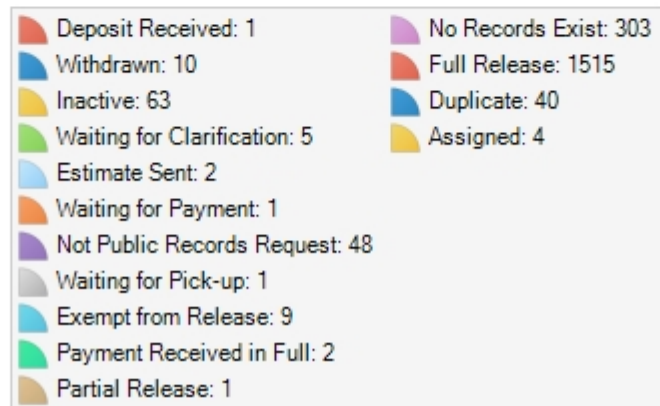 Deposit Received: 1
Withdrawn: 10
Inactive: 63
Waiting for Clarification: 5
Estimate Sent: 2
Waiting for Payment: 1
Not Public Records Request: 48
Waiting for Pick-up: 1
Exempt from Release: 9
Payment Received in Full: 2
Partial Release: 1
No Records Exist: 303
Full Release: 1515
Duplicate: 40
Assigned: 4